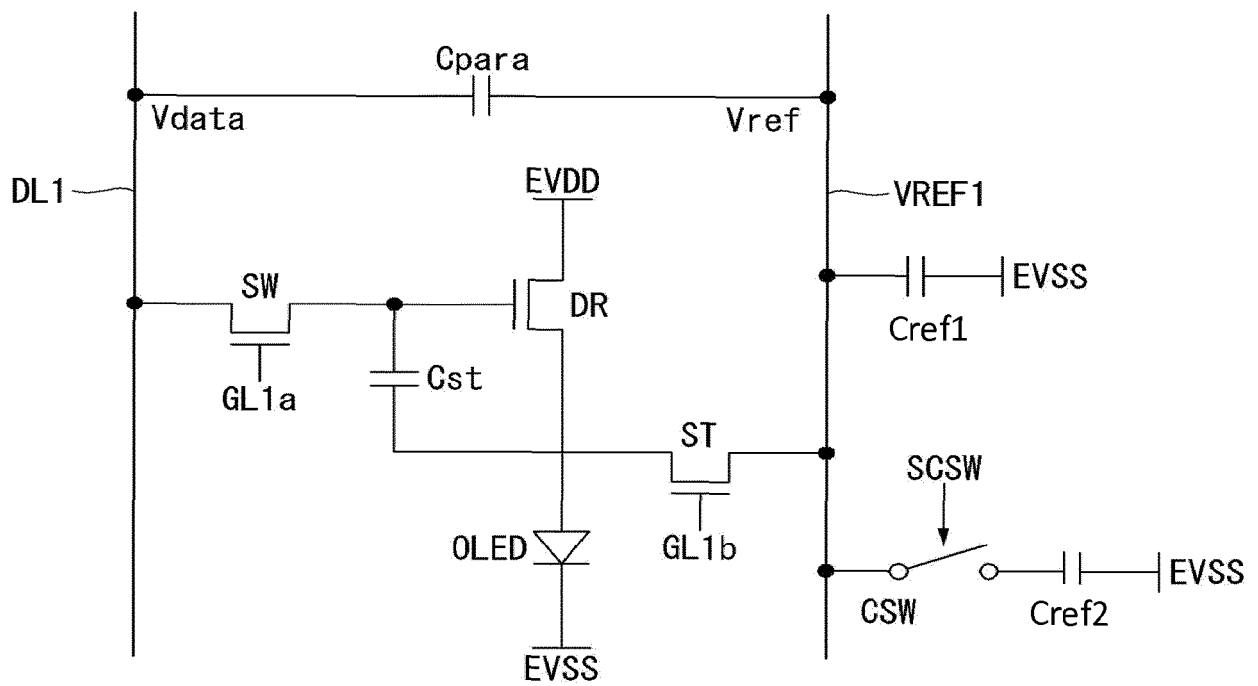 Cpara
Vdata
Vref
DL1
EVDD
VREF1
SW
DR
EVSS
Cref1
GL1a
Cst
ST
SCSW
OLED
GL1b
CSW
Cref2
EVSS
EVSS